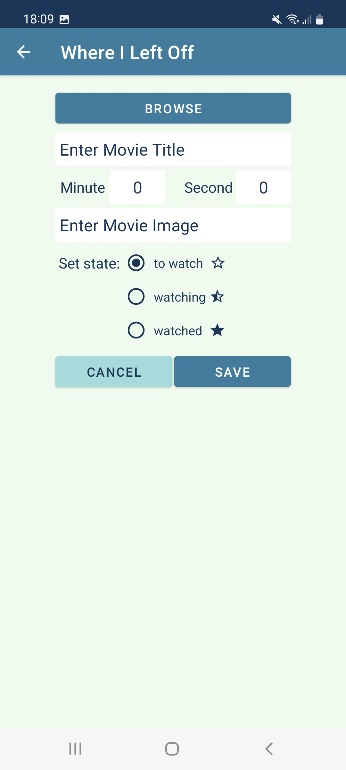 18:09
Where I Left Off
BROWSE
Enter Movie Title
Minute 0 Second 0
Enter Movie Image
Set state: to watch
watching
watched
CANCEL SAVE